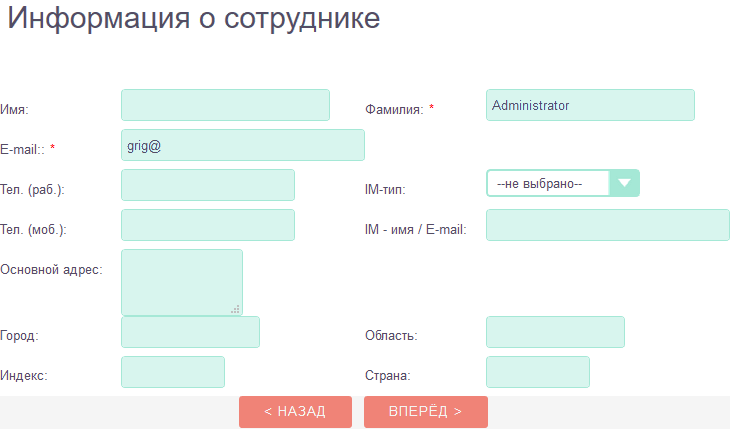 Информация о сотруднике
Имя: Фамилия: * Administrator
E-mail:: * grig@
Тел. (раб.): IM-тип: --не выбрано--
Тел. (моб.): IM - имя / E-mail:
Основной адрес:
Город: Область:
Индекс: Страна:
< НАЗАД ВПЕРЁД >